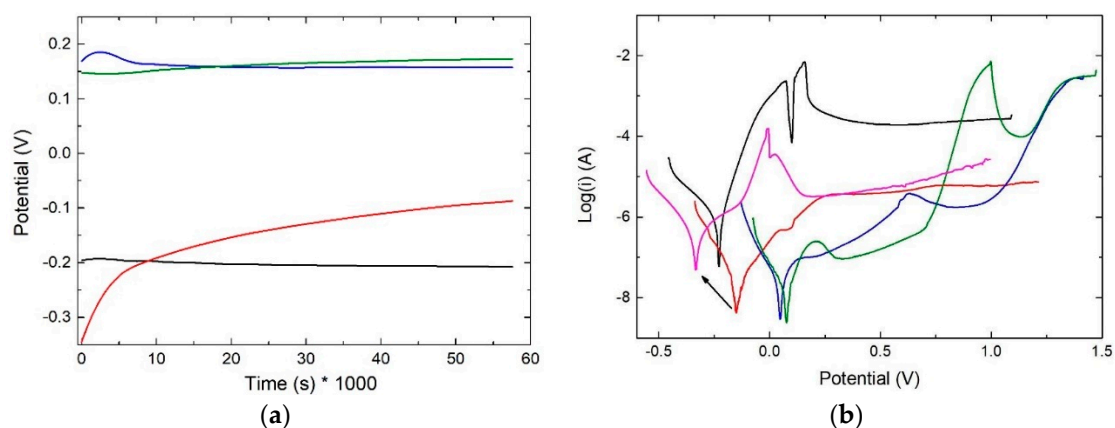 0.2
0.1
0.0
-0.1
-0.2
-0.3
Potential (V)
0 10 20 30 40 50 60
Time (s) * 1000
(a)
-2
-4
-6
-8
Log(i) (A)
-0.5 0.0 0.5 1.0 1.5
Potential (V)
(b)